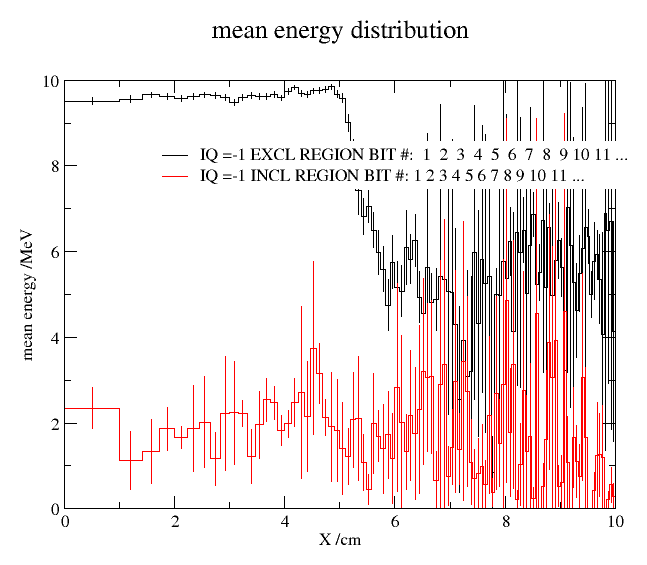 mean energy distribution
10
IQ =-1 EXCL REGION BIT #: 1 2 3 4 5 6 7 8 9 10 11 ...
8
IQ =-1 INCL REGION BIT #: 1 2 3 4 5 6 7 8 9 10 11 ...
6
mean energy /MeV
4
2
0
0 2 4 6 8 10
X /cm